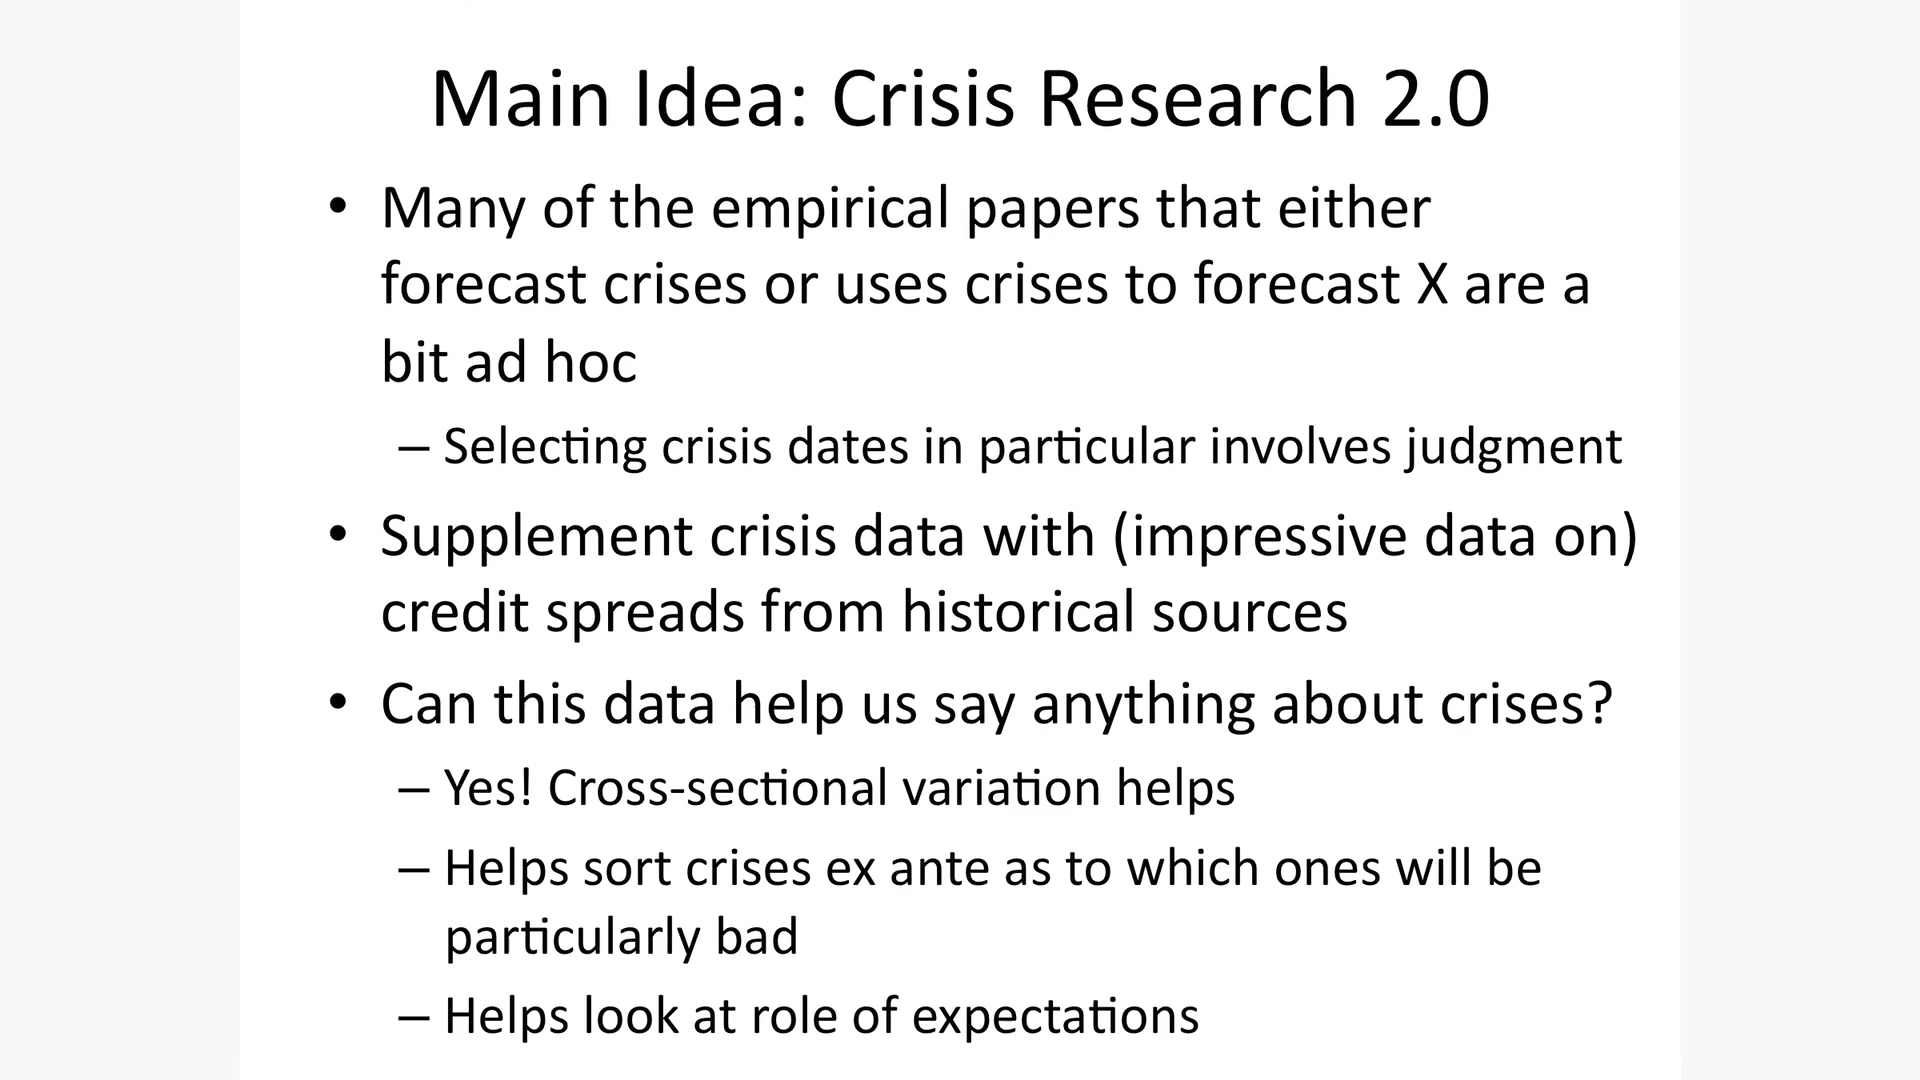 Main Idea: Crisis Research 2.0
• Many of the empirical papers that either
forecast crises or uses crises to forecast X are a
bit ad hoc
– Selecting crisis dates in particular involves judgment
• Supplement crisis data with (impressive data on)
credit spreads from historical sources
• Can this data help us say anything about crises?
– Yes! Cross-sectional variation helps
– Helps sort crises ex ante as to which ones will be
particularly bad
– Helps look at role of expectations